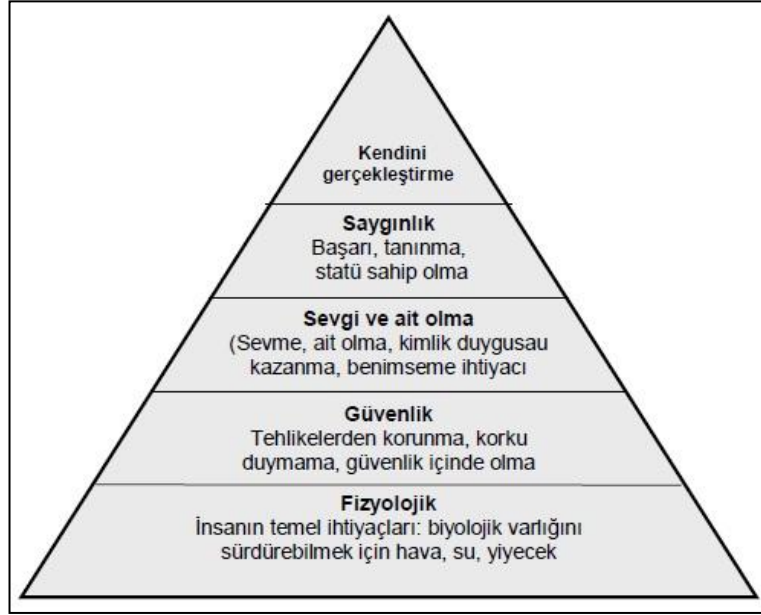 Kendini
gerçekleştirme
Saygınlık
Başarı, tanınma,
statü sahip olma
Sevgi ve ait olma
(Sevme, ait olma, kimlik duygusau
kazanma, benimseme ihtiyacı
Güvenlik
Tehlikelerden korunma, korku
duymama, güvenlik içinde olma
Fizyolojik
İnsanın temel ihtiyaçları: biyolojik varlığını
sürdürebilmek için hava, su, yiyecek